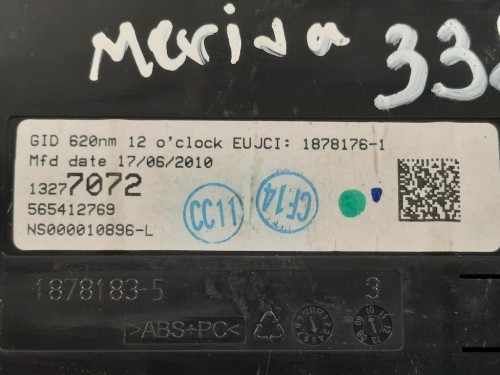 Meriva 33
GID 620nm 12 o'clock EUJCI: 1878176-1
Mfd date 17/06/2010
13277072
565412769
NS000010896-L
CC11
CF14
1878183-5 3
>ABS+PC<